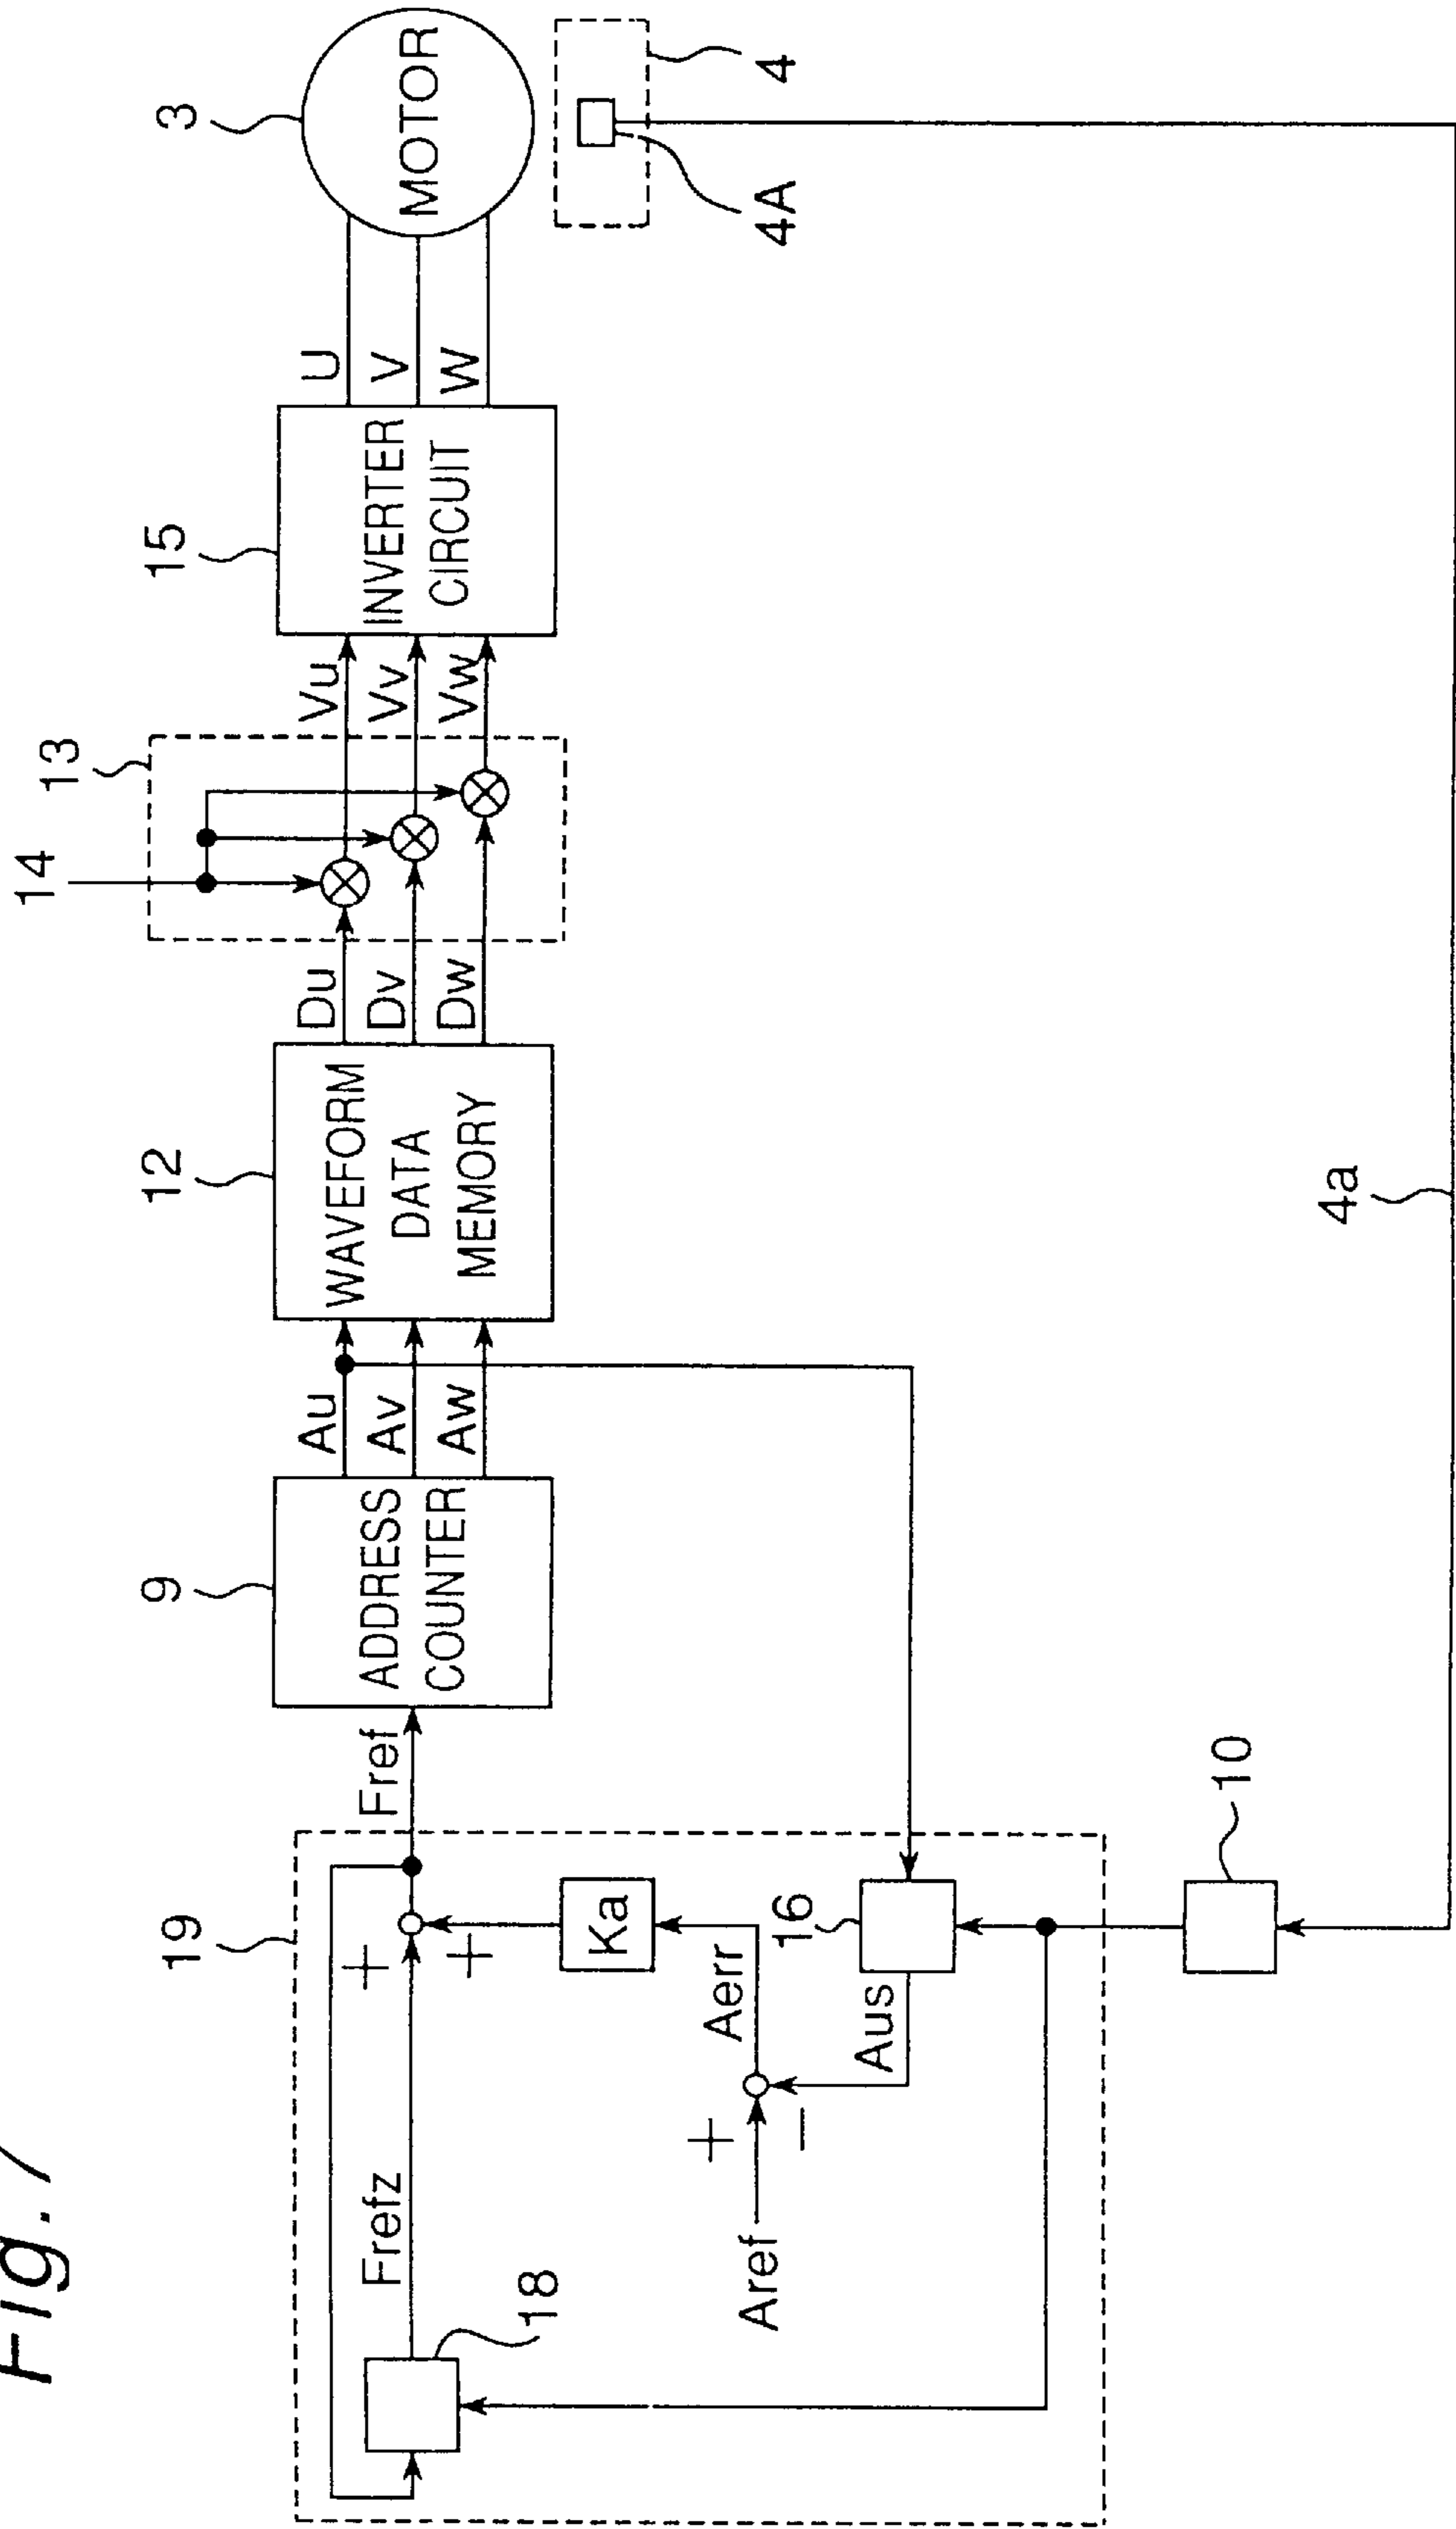 Fig. 7
19
Frefz
18
Aref
+
−
Aerr
Aus
16
Ka
+
+
Fref
10
9
ADDRESS
COUNTER
Au
Av
Aw
12
WAVEFORM
DATA
MEMORY
Du
Dv
Dw
14
13
Vu
Vv
Vw
15
INVERTER
CIRCUIT
U
V
W
3
MOTOR
4A
4
4a